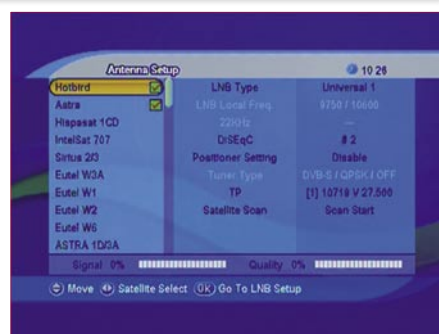 Antenna Setup 10 26
Hotbird LNB Type Universal 1
Astra LNB Local Freq. 9750 / 10600
Hispasat 1CD 22KHz ---
IntelSat 707 DiSEqC # 2
Sirius 2/3 Positioner Setting Disable
Eutel W3A Tuner Type DVB-S / QPSK / OFF
Eutel W1 TP [1] 10719 V 27.500
Eutel W2 Satellite Scan Scan Start
Eutel W6
ASTRA 1D/3A
Signal 0% Quality 0%
Move Satellite Select OK Go To LNB Setup